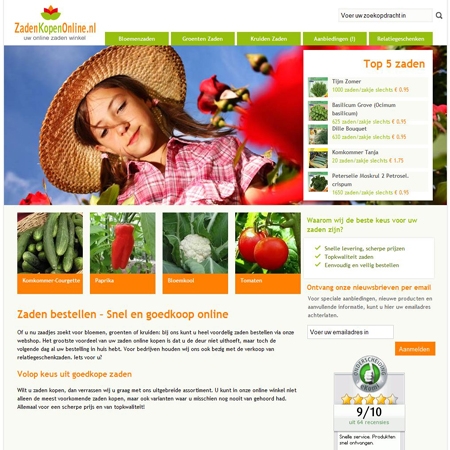 ZadenKopenOnline.nl
uw online zaden winkel
Voer uw zoekopdracht in
Bloemenzaden
Groenten Zaden
Kruiden Zaden
Aanbiedingen (!)
Relatiegeschenken
Top 5 zaden
Tijm Zomer
1000 zaden/zakje slechts € 0.95
Basilicum Grove (Ocimum
basilicum)
625 zaden/zakje slechts € 0.95
Dille Bouquet
630 zaden/zakje slechts € 0.95
Komkommer Tanja
20 zaden/zakje slechts € 1.75
Peterselie Moskrul 2 Petrosel.
crispum
1650 zaden/zakje slechts € 0.95
Komkommer Courgette
Paprika
Bloemkool
Tomaten
Zaden bestellen - Snel en goedkoop online
Of u nu zaadjes zoekt voor bloemen, groenten of kruiden: bij ons kunt u heel voordelig zaden bestellen via onze
webshop. Het grootste voordeel van uw zaden online kopen is dat u de deur niet uithoeft, maar toch de
volgende dag al uw bestelling in huis hebt. Voor bedrijven houden wij ons ook bezig met de verkoop van
relatiegeschenkzaden. Iets voor u?
Volop keus uit goedkope zaden
Wilt u zaden kopen, dan verrassen wij u graag met ons uitgebreide assortiment. U kunt in onze online winkel niet
alleen de meest voorkomende zaden kopen, maar ook varianten waar u misschien nog nooit van gehoord had.
Allemaal voor een scherpe prijs en van topkwaliteit!
Waarom wij de beste keus voor uw
zaden zijn?
Snelle levering, scherpe prijzen
Topkwaliteit zaden
Eenvoudig en veilig bestellen
Ontvang onze nieuwsbrieven per email
Voor speciale aanbiedingen, nieuwe producten en
aanvullende informatie, kunt u hier uw emailadres
achterlaten.
Voer uw emailadres in
Aanmelden
ONDERSCHEIDING
eKomi
9/10
uit 64 recensies
Snelle service. Produkten
snel ontvangen.